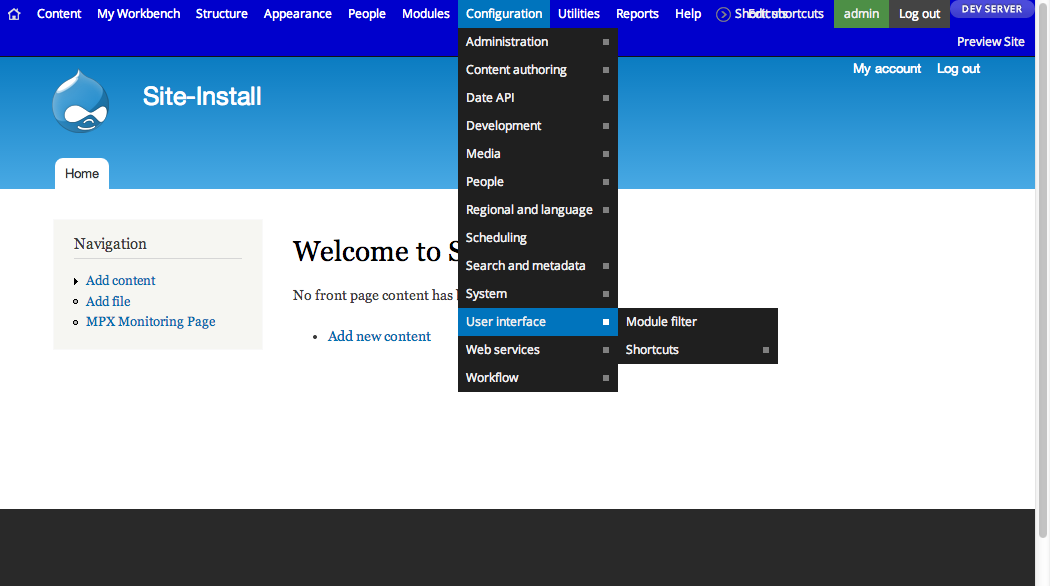 Content My Workbench Structure Appearance People Modules Configuration Utilities Reports Help Shortcuts Edit shortcuts admin Log out DEV SERVER
Preview Site
My account Log out
Site-Install
Home
Administration
Content authoring
Date API
Development
Media
People
Regional and language
Scheduling
Search and metadata
System
User interface
Web services
Workflow
Module filter
Shortcuts
Navigation
Add content
Add file
MPX Monitoring Page
Welcome to S
No front page content has
Add new content